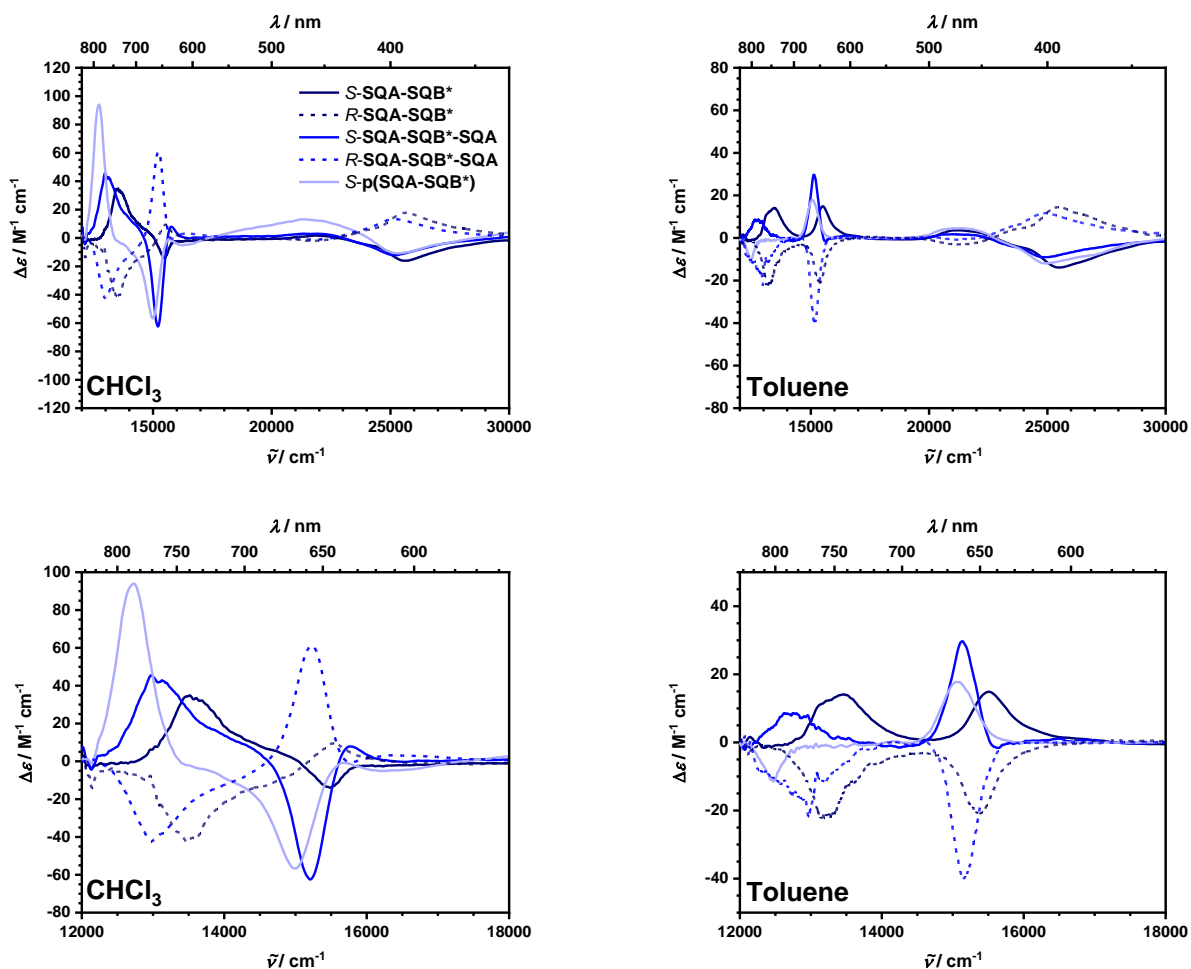 λ / nm
800 700 600 500 400
120
100
80
60
40
20
0
-20
-40
-60
-80
-100
-120
Δε / M⁻¹ cm⁻¹
S-SQA-SQB*
R-SQA-SQB*
S-SQA-SQB*-SQA
R-SQA-SQB*-SQA
S-p(SQA-SQB*)
CHCl₃
15000 20000 25000 30000
ṽ / cm⁻¹
λ / nm
800 700 600 500 400
80
60
40
20
0
-20
-40
-60
-80
Δε / M⁻¹ cm⁻¹
Toluene
15000 20000 25000 30000
ṽ / cm⁻¹
λ / nm
800 750 700 650 600
100
80
60
40
20
0
-20
-40
-60
-80
Δε / M⁻¹ cm⁻¹
CHCl₃
12000 14000 16000 18000
ṽ / cm⁻¹
λ / nm
800 750 700 650 600
40
20
0
-20
-40
Δε / M⁻¹ cm⁻¹
Toluene
12000 14000 16000 18000
ṽ / cm⁻¹